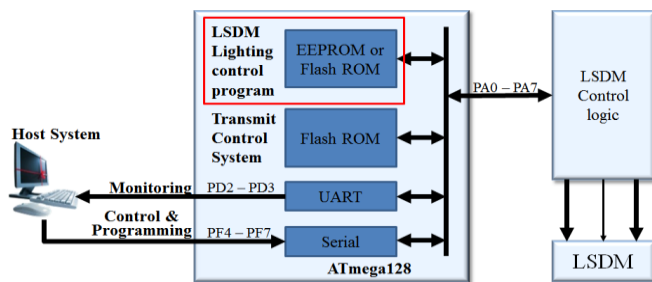 LSDM
Lighting
control
program
EEPROM or
Flash ROM
PA0 – PA7
LSDM
Control
logic
Transmit
Control
System
Flash ROM
Host System
Monitoring
PD2 – PD3
UART
Control &
Programming
PF4 – PF7
Serial
ATmega128
LSDM